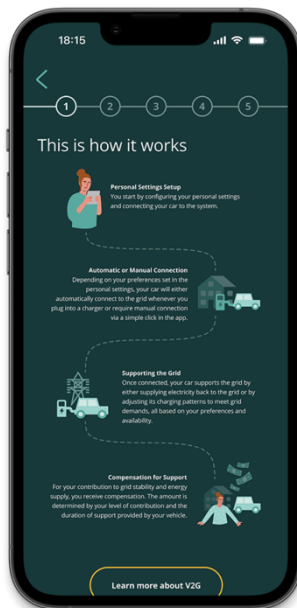 18:15
1 2 3 4 5
This is how it works
Personal Settings Setup
You start by configuring your personal settings
and connecting your car to the system.
Automatic or Manual Connection
Depending on your preferences set in the
personal settings, your car will either
automatically connect to the grid whenever you
plug into a charger or require manual connection
via a simple click in the app.
Supporting the Grid
Once connected, your car supports the grid by
either supplying electricity back to the grid or by
adjusting its charging patterns to meet grid
demands, all based on your preferences and
availability.
Compensation for Support
For your contribution to grid stability and energy
supply, you receive compensation. The amount is
determined by your level of contribution and the
duration of support provided by your vehicle.
Learn more about V2G